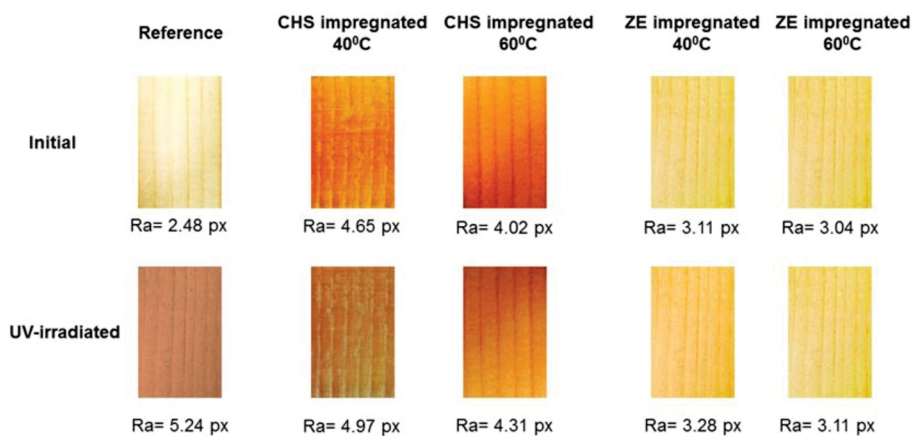 Reference
CHS impregnated
40⁰C
CHS impregnated
60⁰C
ZE impregnated
40⁰C
ZE impregnated
60⁰C
Initial
Ra= 2.48 px
Ra= 4.65 px
Ra= 4.02 px
Ra= 3.11 px
Ra= 3.04 px
UV-irradiated
Ra= 5.24 px
Ra= 4.97 px
Ra= 4.31 px
Ra= 3.28 px
Ra= 3.11 px